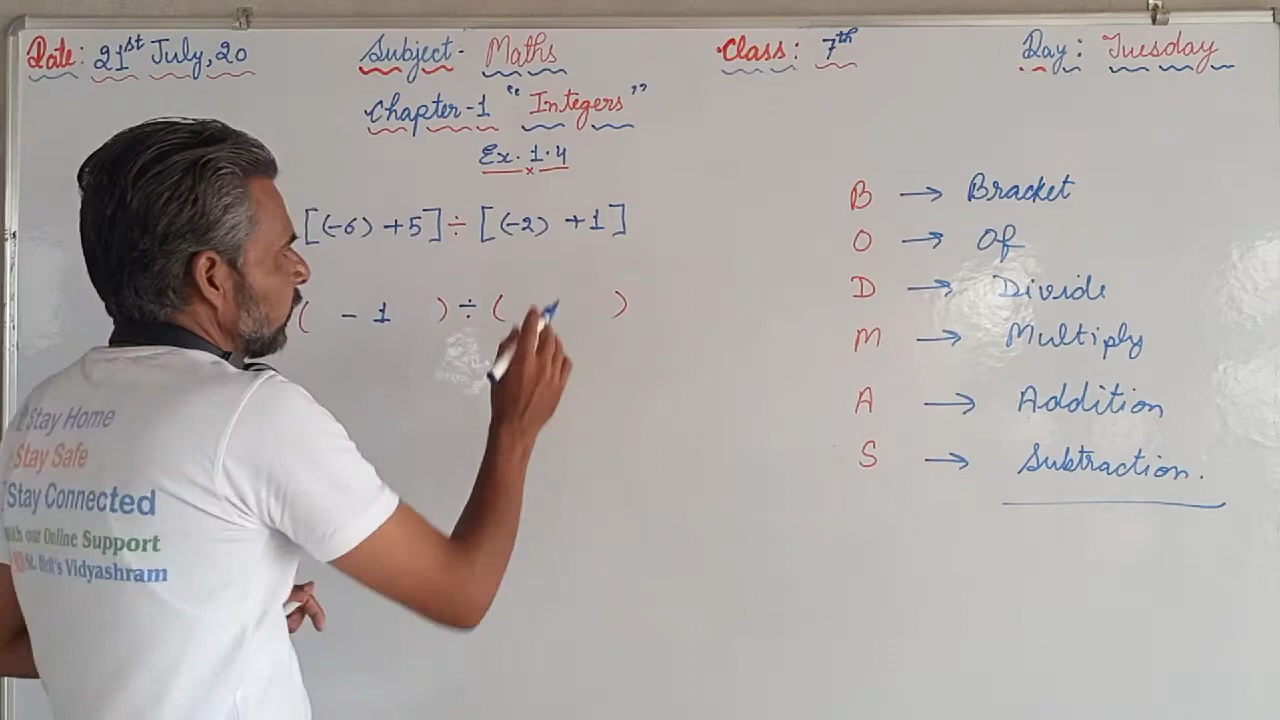 Date: 21st July, 20 Subject- Maths Class: 7th Day: Tuesday
Chapter-1 "Integers"
Ex. 1.4
[(-6) +5] ÷ [(-2) +1]
( -1 ) ÷ ( )
B → Bracket
O → Of
D → Divide
M → Multiply
A → Addition
S → Subtraction.
Stay Home
Stay Safe
Stay Connected
with our Online Support
Vidyashram